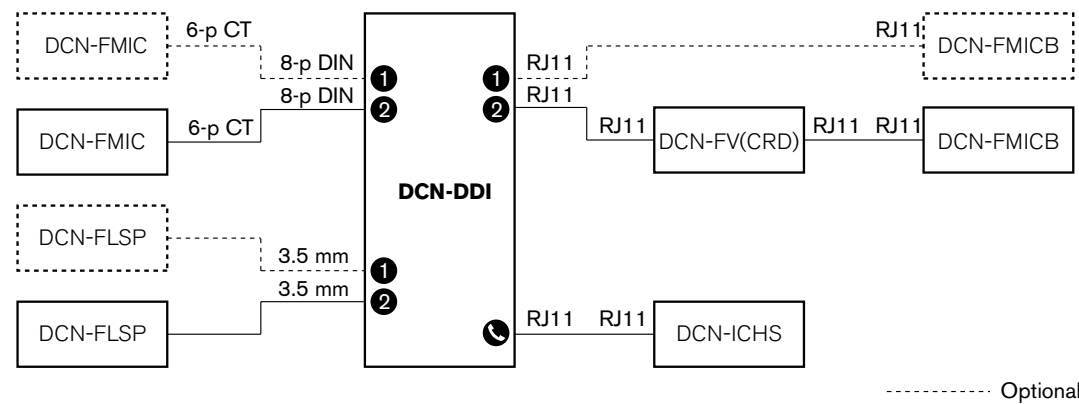 DCN-FMIC
6-p CT
8-p DIN
1
RJ11
RJ11
DCN-FMICB
DCN-FMIC
6-p CT
8-p DIN
2
1
2
RJ11
RJ11
DCN-FV(CRD)
RJ11
RJ11
DCN-FMICB
DCN-DDI
DCN-FLSP
3.5 mm
1
DCN-FLSP
3.5 mm
2
RJ11
RJ11
DCN-ICHS
Optional